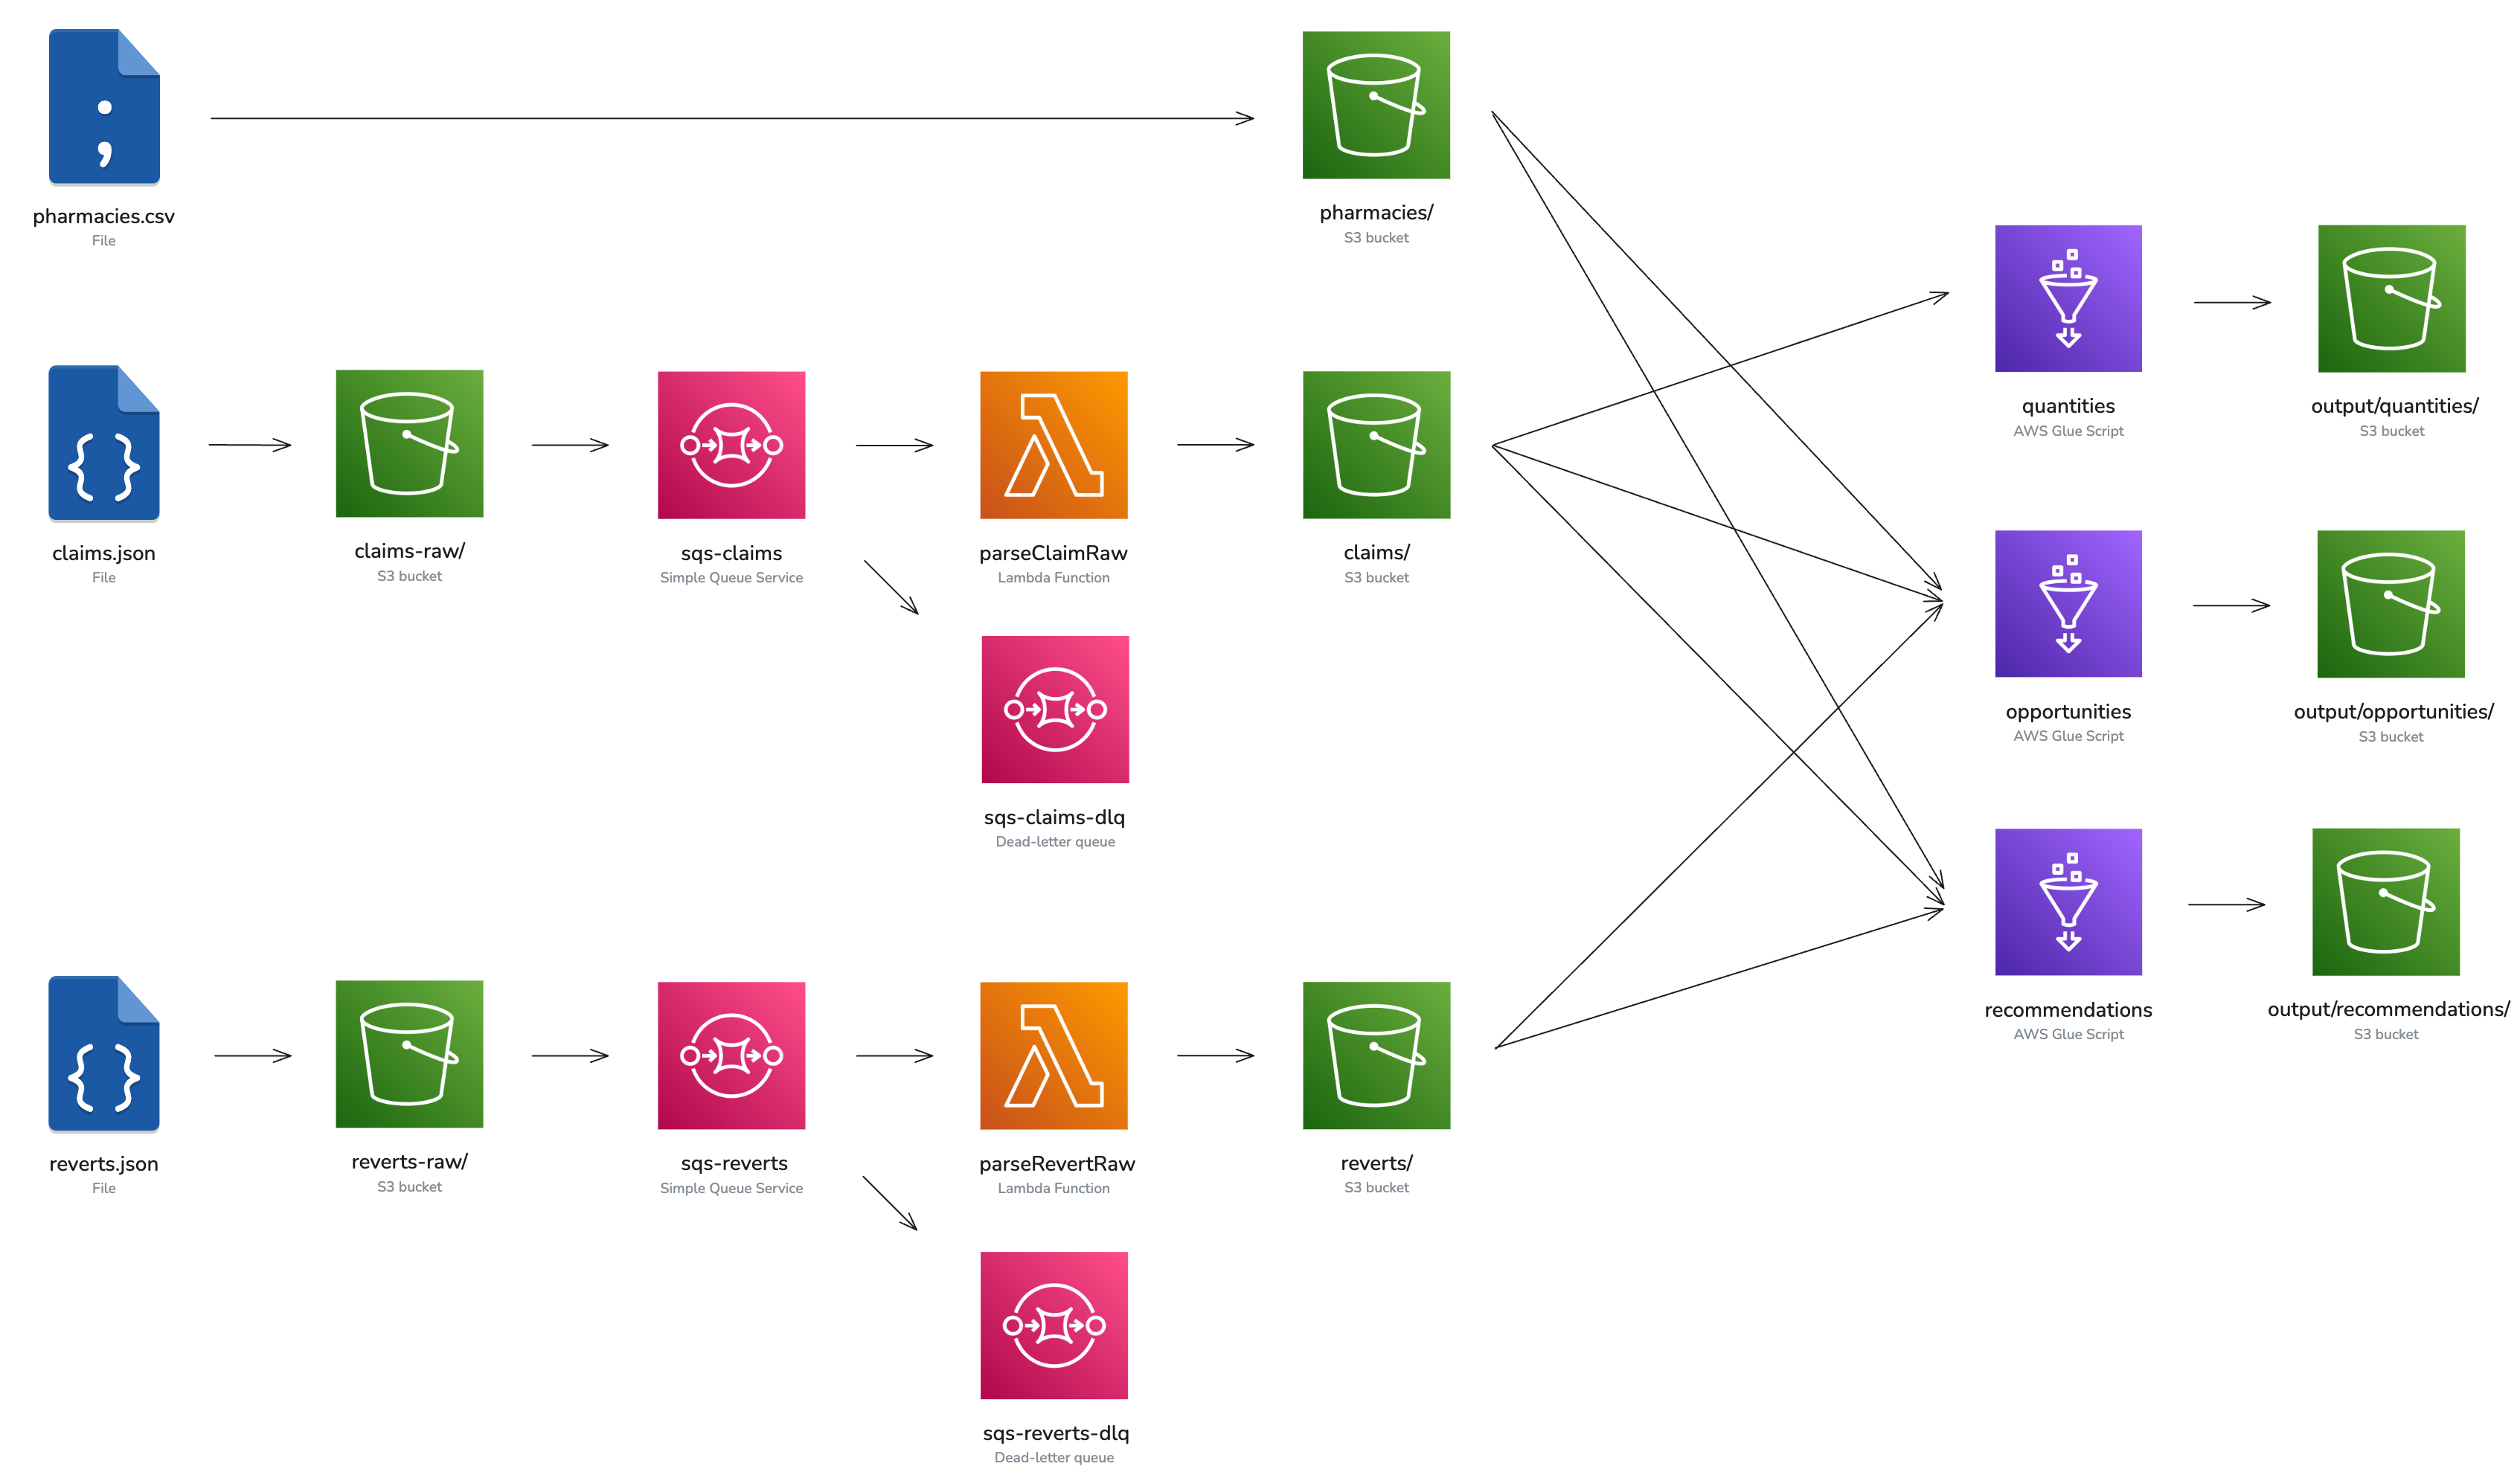 pharmacies.csv
File
pharmacies/
S3 bucket
quantities
AWS Glue Script
output/quantities/
S3 bucket
claims.json
File
claims-raw/
S3 bucket
sqs-claims
Simple Queue Service
parseClaimRaw
Lambda Function
claims/
S3 bucket
opportunities
AWS Glue Script
output/opportunities/
S3 bucket
sqs-claims-dlq
Dead-letter queue
recommendations
AWS Glue Script
output/recommendations/
S3 bucket
reverts.json
File
reverts-raw/
S3 bucket
sqs-reverts
Simple Queue Service
parseRevertRaw
Lambda Function
reverts/
S3 bucket
sqs-reverts-dlq
Dead-letter queue